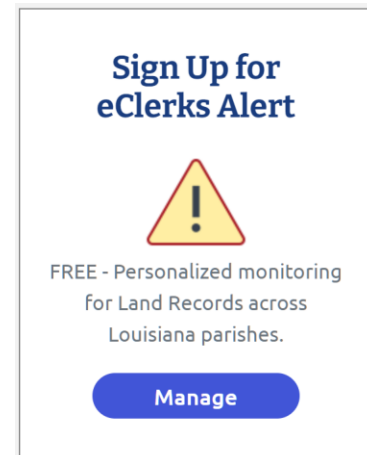 Sign Up for
eClerks Alert
FREE - Personalized monitoring
for Land Records across
Louisiana parishes.
Manage